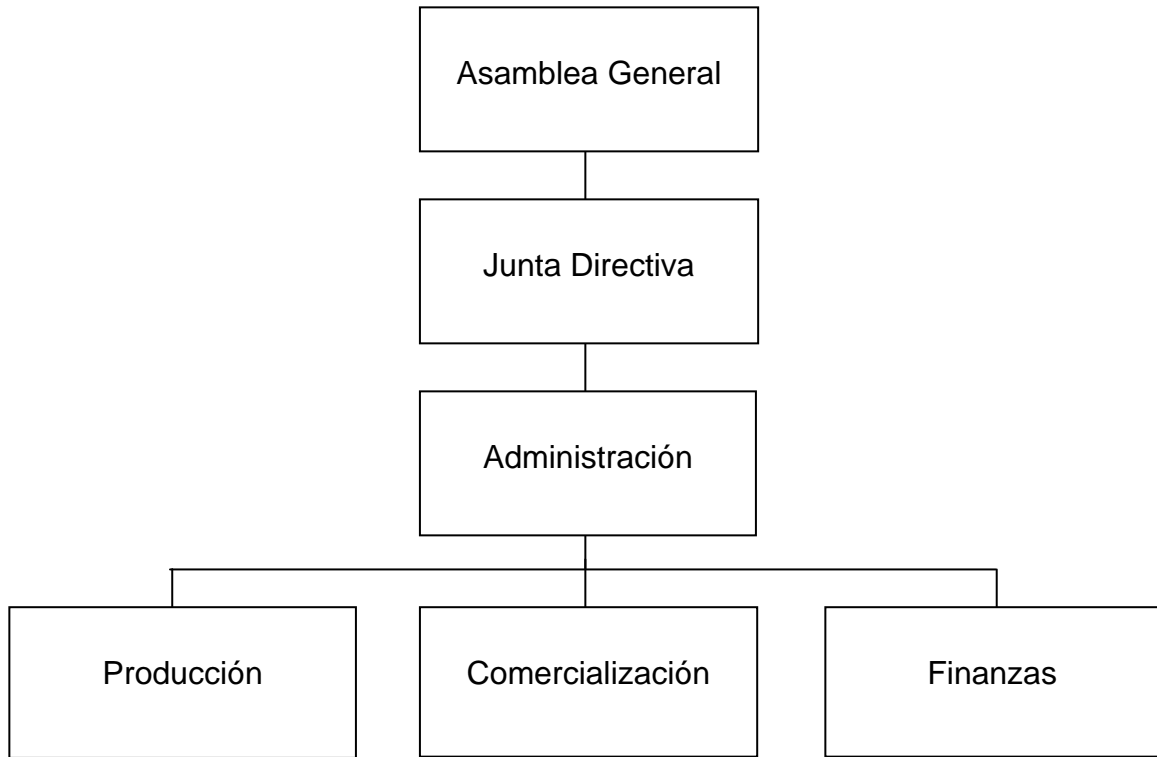 Asamblea General
Junta Directiva
Administración
Producción
Comercialización
Finanzas